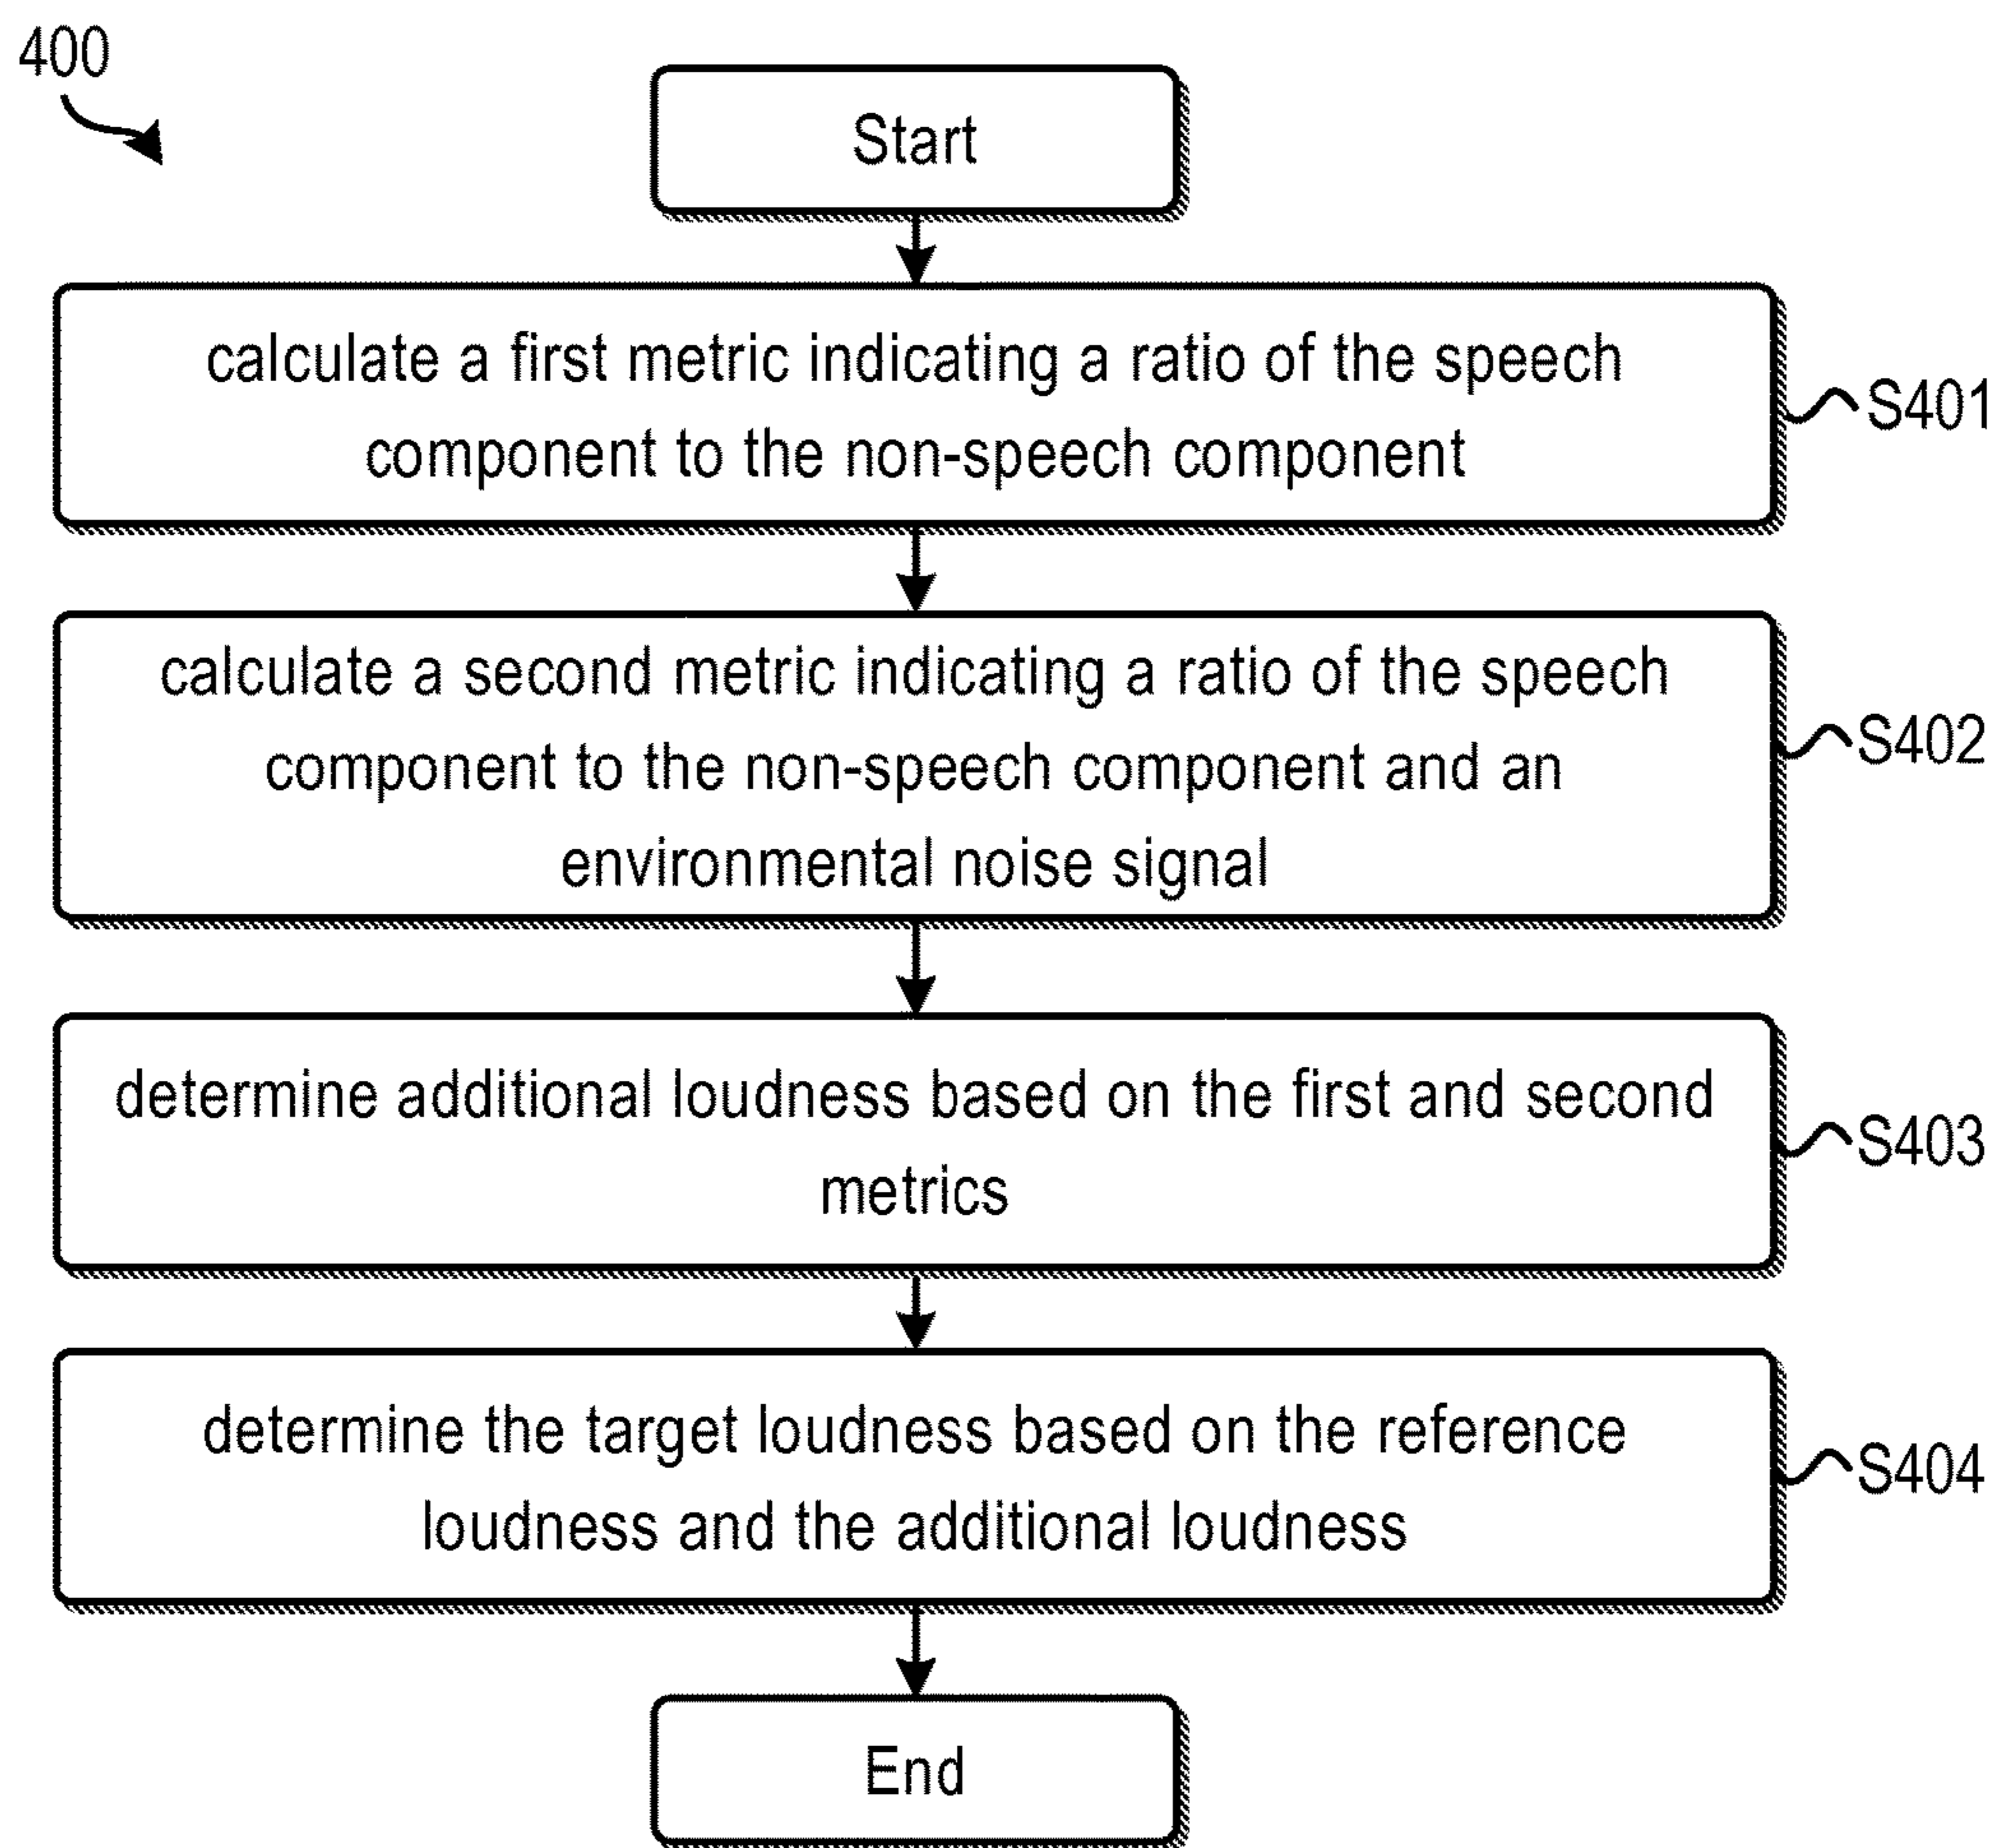 400
Start
calculate a first metric indicating a ratio of the speech
component to the non-speech component
S401
calculate a second metric indicating a ratio of the speech
component to the non-speech component and an
environmental noise signal
S402
determine additional loudness based on the first and second
metrics
S403
determine the target loudness based on the reference
loudness and the additional loudness
S404
End